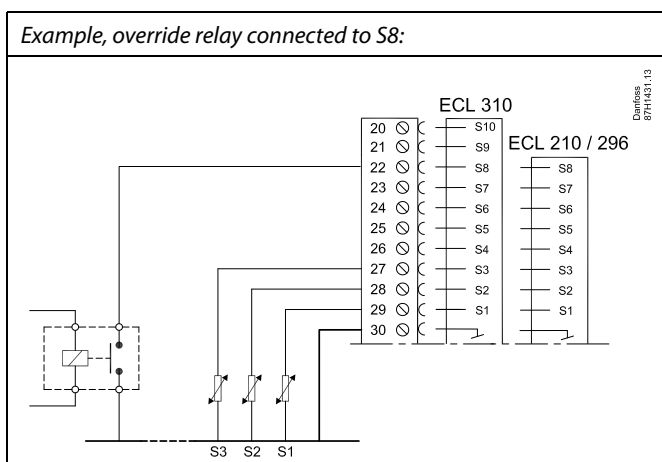 Example, override relay connected to S8:
Danfoss
87H1431.13
ECL 310
ECL 210 / 296
20 S10
21 S9
22 S8 S8
23 S7 S7
24 S6 S6
25 S5 S5
26 S4 S4
27 S3 S3
28 S2 S2
29 S1 S1
30
S3 S2 S1